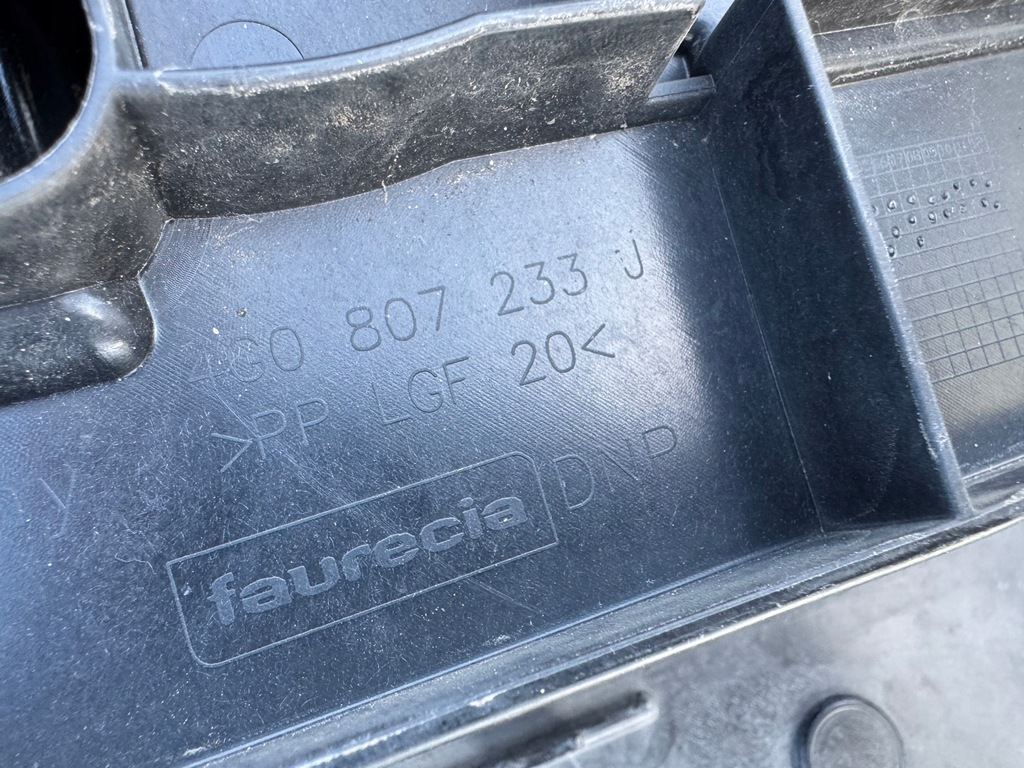 4G0 807 233 J
>PP LGF 20<
faurecia DNP